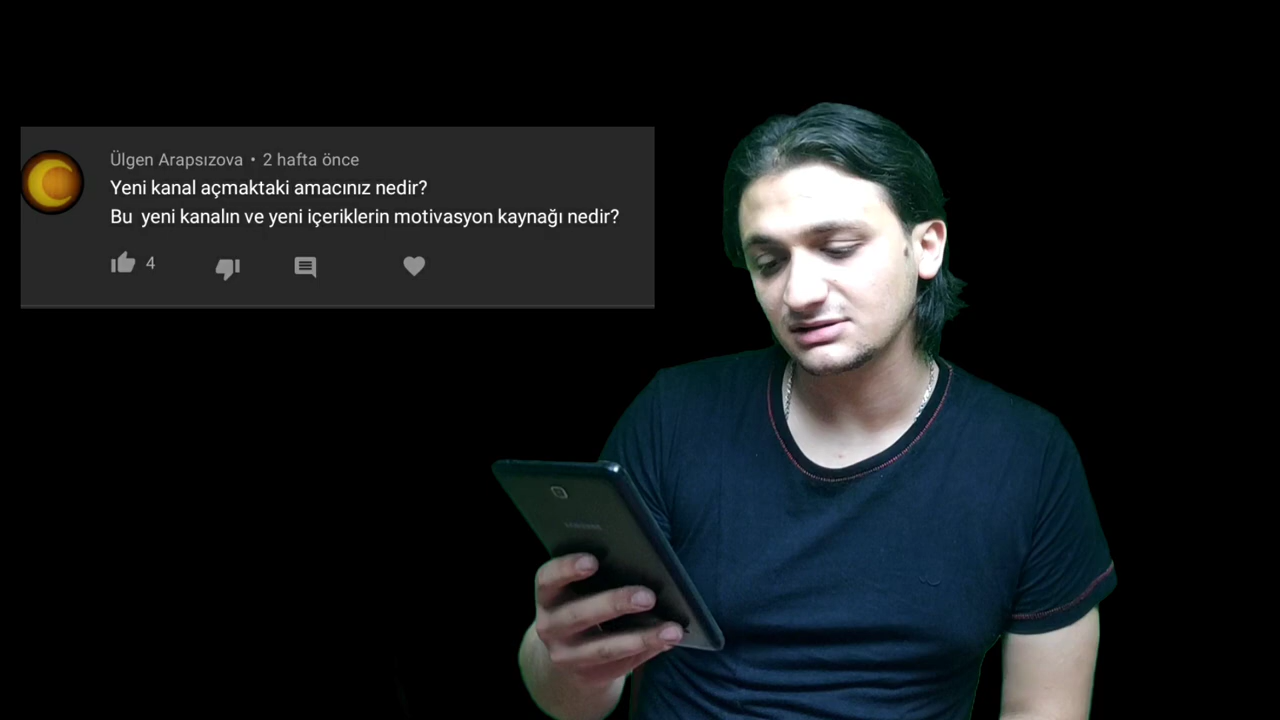 Ülgen Arapsızova • 2 hafta önce
Yeni kanal açmaktaki amacınız nedir?
Bu yeni kanalın ve yeni içeriklerin motivasyon kaynağı nedir?
4
SAMSUNG